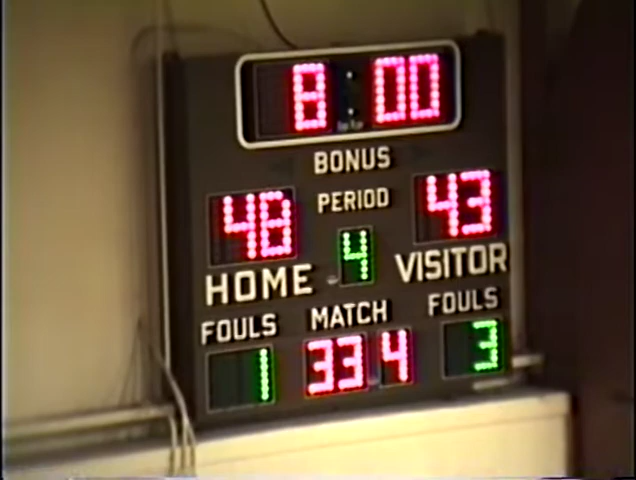 8:00
BONUS
48 PERIOD 43
HOME 4 VISITOR
FOULS MATCH FOULS
1 33 4 3